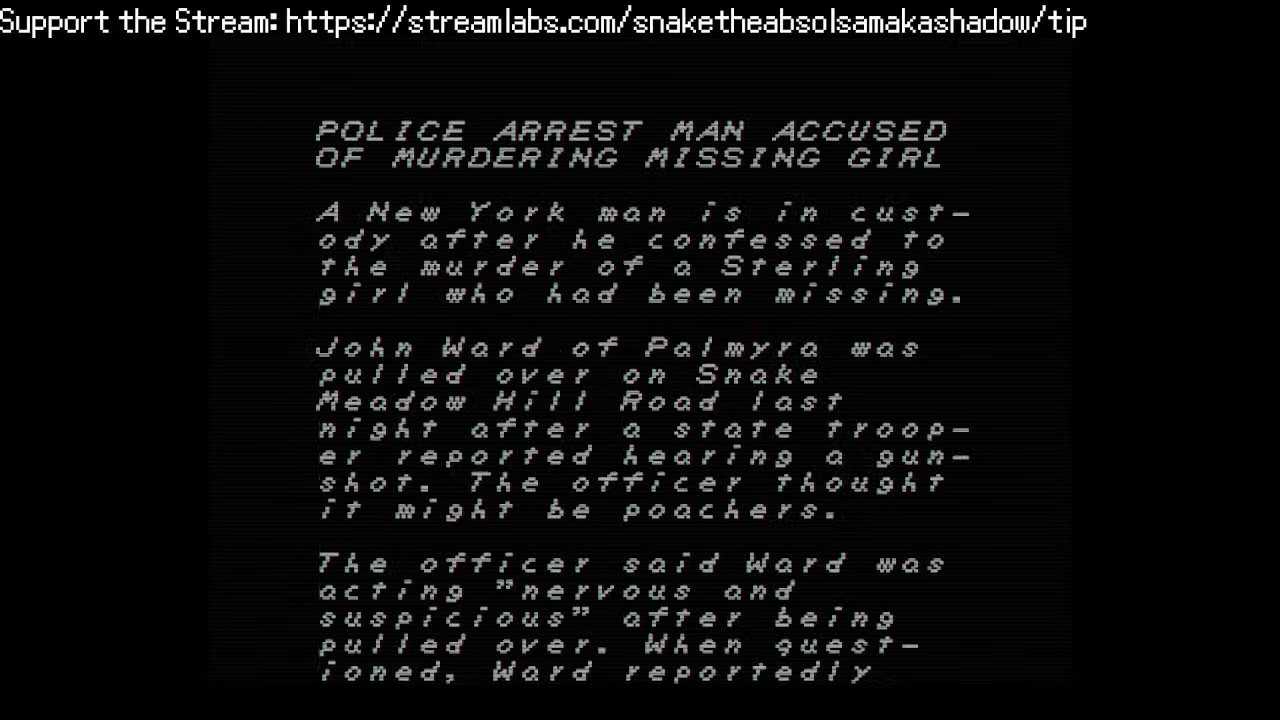 Support the Stream: https://streamlabs.com/snaketheabsolsamakashadow/tip
POLICE ARREST MAN ACCUSED
OF MURDERING MISSING GIRL
A New York man is in cust-
ody after he confessed to
the murder of a Sterling
girl who had been missing.
John Ward of Palmyra was
pulled over on Snake
Meadow Hill Road last
night after a state troop-
er reported hearing a gun-
shot. The officer thought
it might be poachers.
The officer said Ward was
acting "nervous and
suspicious" after being
pulled over. When quest-
ioned, Ward reportedly